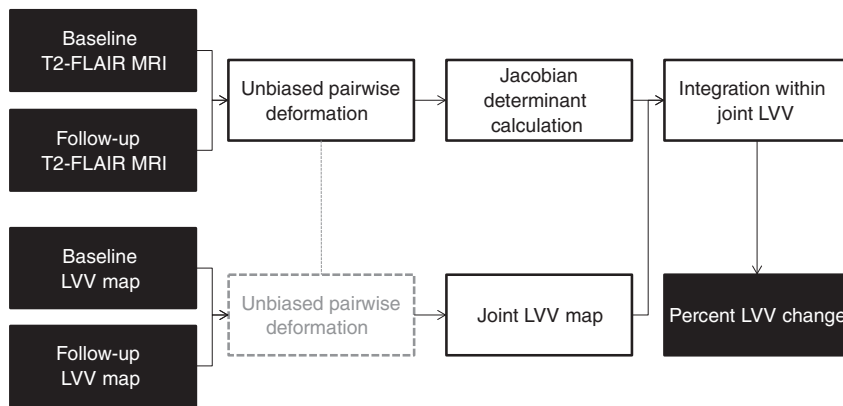 Baseline
T2-FLAIR MRI
Follow-up
T2-FLAIR MRI
Unbiased pairwise
deformation
Jacobian
determinant
calculation
Integration within
joint LVV
Baseline
LVV map
Follow-up
LVV map
Unbiased pairwise
deformation
Joint LVV map
Percent LVV change